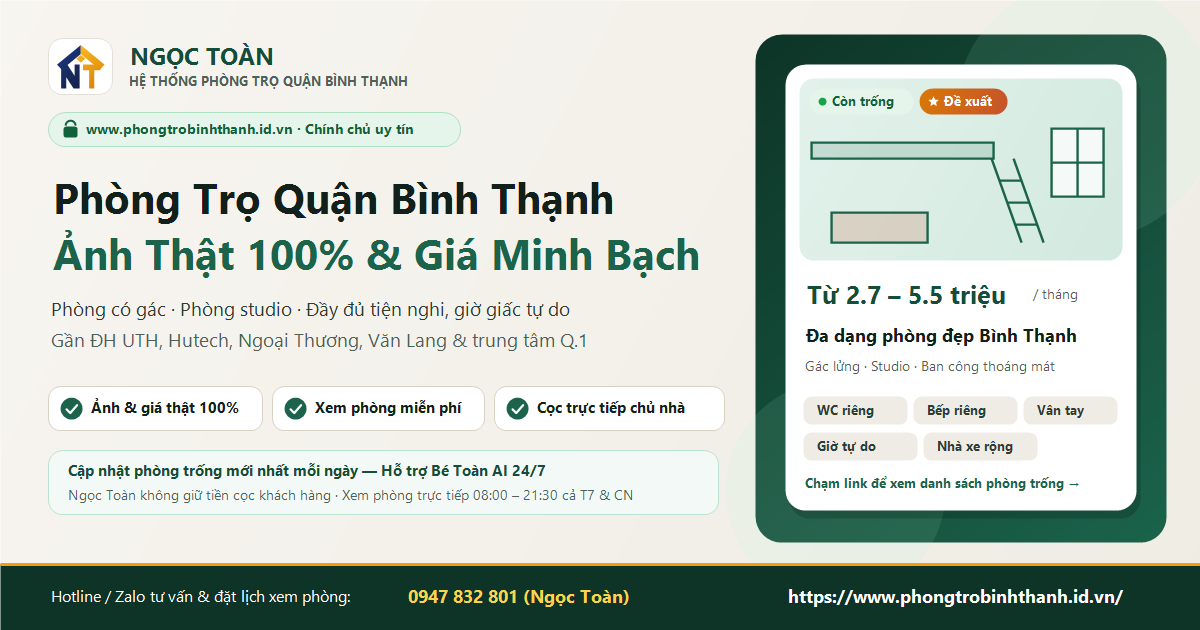 NT
NGỌC TOÀN
HỆ THỐNG PHÒNG TRỌ QUẬN BÌNH THẠNH
www.phongtrobinhthanh.id.vn · Chính chủ uy tín
Phòng Trọ Quận Bình Thạnh
Ảnh Thật 100% & Giá Minh Bạch
Phòng có gác · Phòng studio · Đầy đủ tiện nghi, giờ giấc tự do
Gần ĐH UTH, Hutech, Ngoại Thương, Văn Lang & trung tâm Q.1
Ảnh & giá thật 100%
Xem phòng miễn phí
Cọc trực tiếp chủ nhà
Cập nhật phòng trống mới nhất mỗi ngày — Hỗ trợ Bé Toàn AI 24/7
Ngọc Toàn không giữ tiền cọc khách hàng · Xem phòng trực tiếp 08:00 – 21:30 cả T7 & CN
Còn trống
★ Đề xuất
Từ 2.7 – 5.5 triệu / tháng
Đa dạng phòng đẹp Bình Thạnh
Gác lửng · Studio · Ban công thoáng mát
WC riêng
Bếp riêng
Vân tay
Giờ tự do
Nhà xe rộng
Chạm link để xem danh sách phòng trống →
Hotline / Zalo tư vấn & đặt lịch xem phòng:
0947 832 801 (Ngọc Toàn)
https://www.phongtrobinhthanh.id.vn/